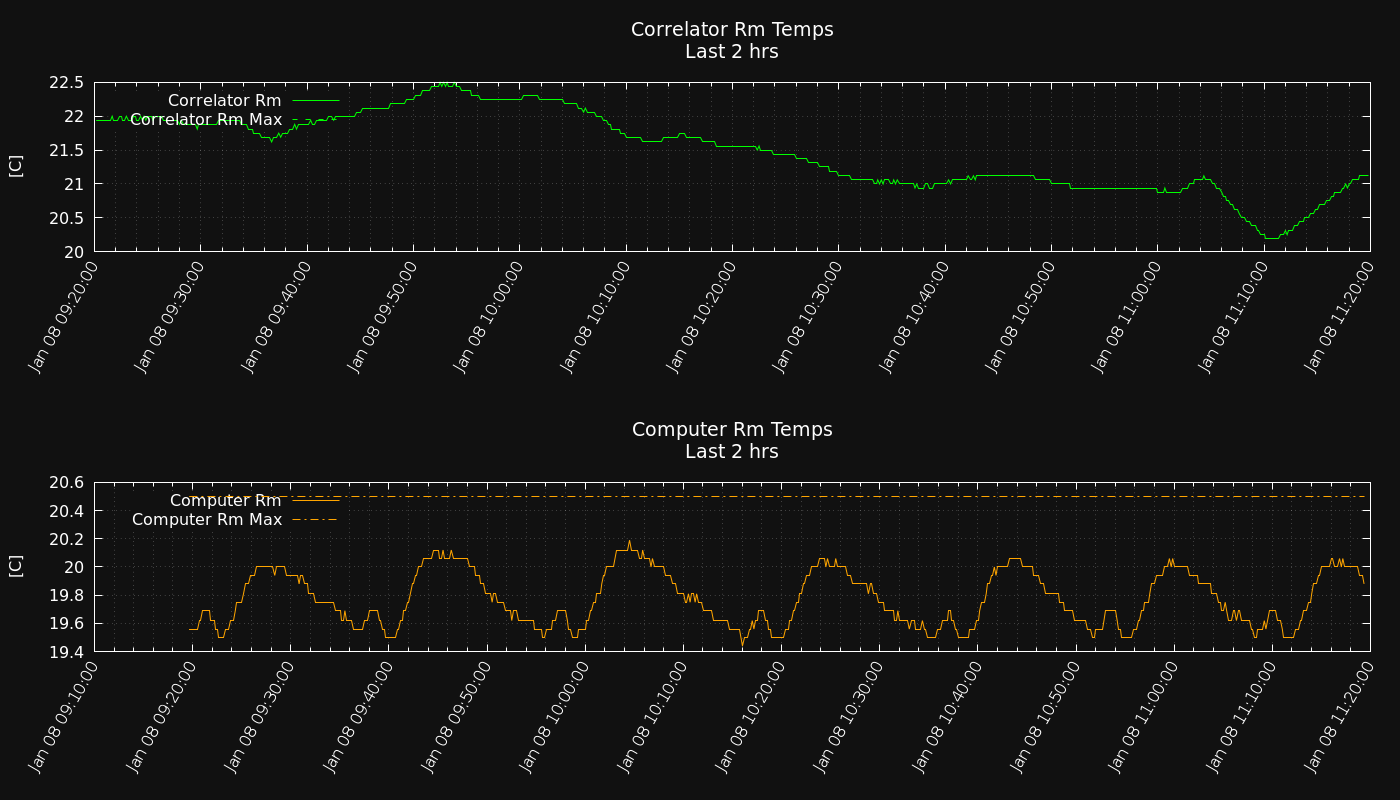 Correlator Rm Temps
Last 2 hrs
Correlator Rm
Correlator Rm Max
[C]
22.5
22
21.5
21
20.5
20
Jan 08 09:20:00
Jan 08 09:30:00
Jan 08 09:40:00
Jan 08 09:50:00
Jan 08 10:00:00
Jan 08 10:10:00
Jan 08 10:20:00
Jan 08 10:30:00
Jan 08 10:40:00
Jan 08 10:50:00
Jan 08 11:00:00
Jan 08 11:10:00
Jan 08 11:20:00
Computer Rm Temps
Last 2 hrs
Computer Rm
Computer Rm Max
[C]
20.6
20.4
20.2
20
19.8
19.6
19.4
Jan 08 09:10:00
Jan 08 09:20:00
Jan 08 09:30:00
Jan 08 09:40:00
Jan 08 09:50:00
Jan 08 10:00:00
Jan 08 10:10:00
Jan 08 10:20:00
Jan 08 10:30:00
Jan 08 10:40:00
Jan 08 10:50:00
Jan 08 11:00:00
Jan 08 11:10:00
Jan 08 11:20:00